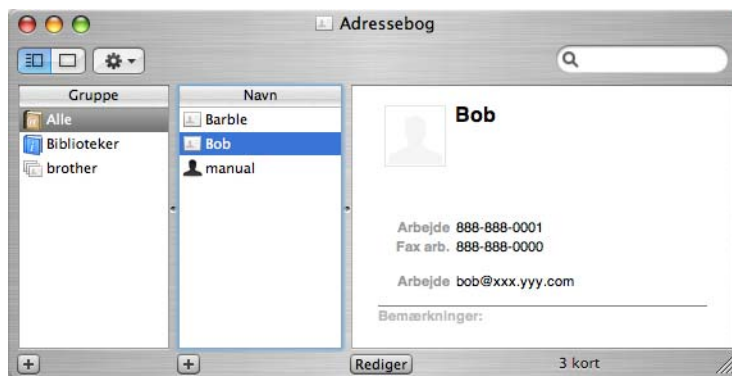 Adressebog
Gruppe
Alle
Biblioteker
brother
Navn
Barble
Bob
manual
Bob
Arbejde 888-888-0001
Fax arb. 888-888-0000
Arbejde bob@xxx.yyy.com
Bemærkninger:
Rediger
3 kort